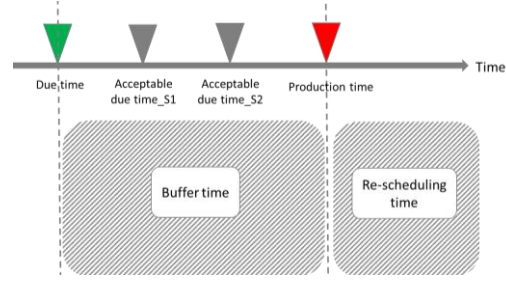 Time
Due time
Acceptable
due time_S1
Acceptable
due time_S2
Production time
Buffer time
Re-scheduling
time